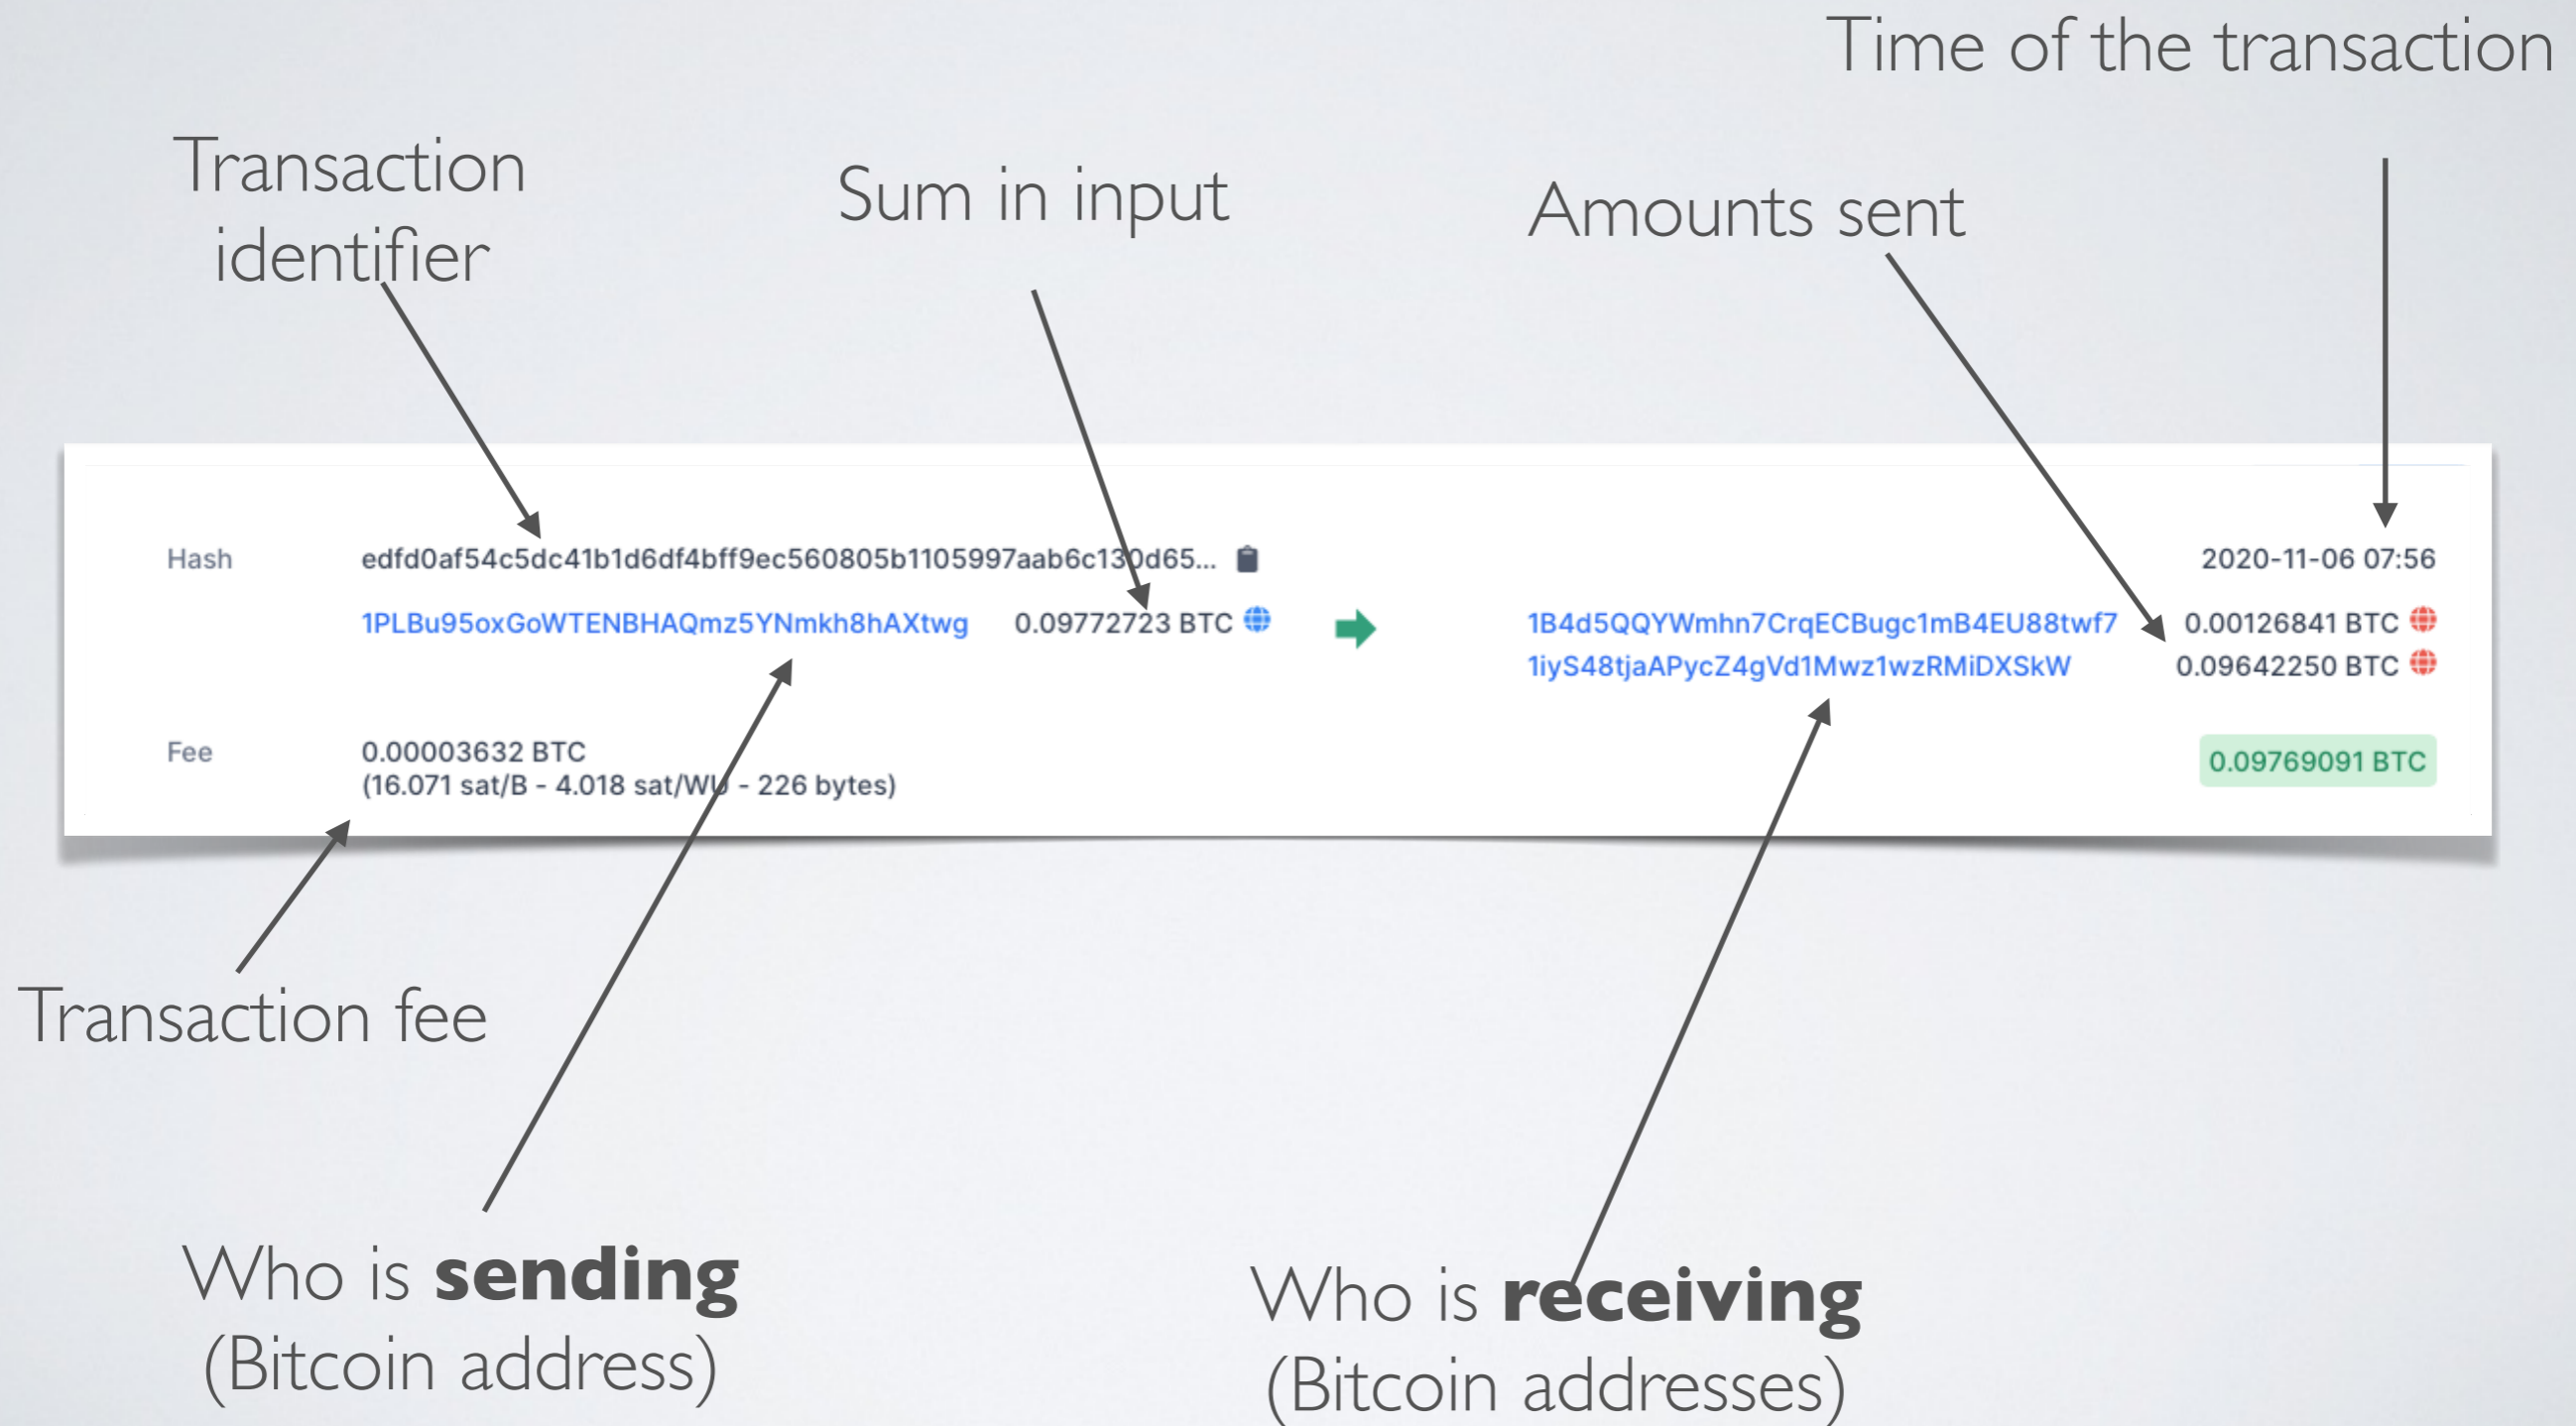 Time of the transaction
Transaction
identifier
Sum in input
Amounts sent
Hash edfd0af54c5dc41b1d6df4bff9ec560805b1105997aab6c130d65... 2020-11-06 07:56
1PLBu95oxGoWTENBHAQmz5YNmkh8hAXtwg 0.09772723 BTC 1B4d5QQYWmhn7CrqECBugc1mB4EU88twf7 0.00126841 BTC
1iyS48tjaAPycZ4gVd1Mwz1wzRMiDXSkW 0.09642250 BTC
Fee 0.00003632 BTC 0.09769091 BTC
(16.071 sat/B - 4.018 sat/WU - 226 bytes)
Transaction fee
Who is sending
(Bitcoin address)
Who is receiving
(Bitcoin addresses)